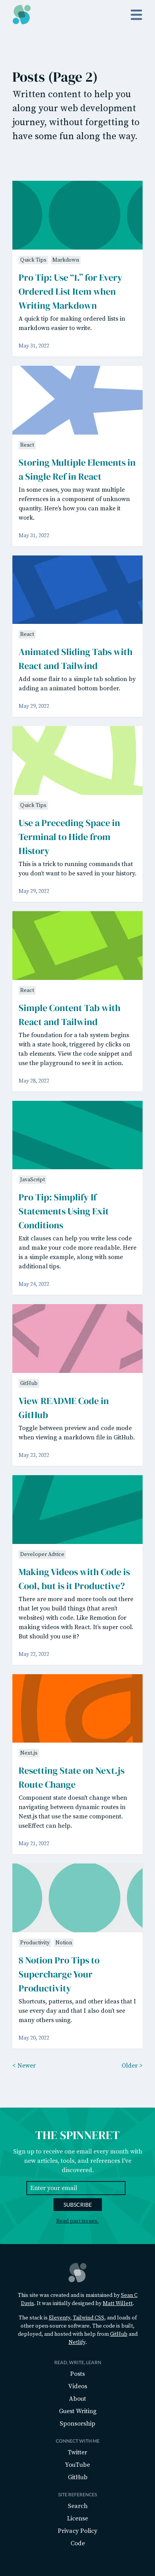 Posts (Page 2)
Written content to help you
along your web development
journey, without forgetting to
have some fun along the way.
Quick Tips Markdown
Pro Tip: Use “1.” for Every
Ordered List Item when
Writing Markdown
A quick tip for making ordered lists in
markdown easier to write.
May 31, 2022
React
Storing Multiple Elements in
a Single Ref in React
In some cases, you may want multiple
references in a component of unknown
quantity. Here's how you can make it
work.
May 31, 2022
React
Animated Sliding Tabs with
React and Tailwind
Add some flair to a simple tab solution by
adding an animated bottom border.
May 29, 2022
Quick Tips
Use a Preceding Space in
Terminal to Hide from
History
This is a trick to running commands that
you don't want to be saved in your history.
May 29, 2022
React
Simple Content Tab with
React and Tailwind
The foundation for a tab system begins
with a state hook, triggered by clicks on
tab elements. View the code snippet and
use the playground to see it in action.
May 28, 2022
JavaScript
Pro Tip: Simplify If
Statements Using Exit
Conditions
Exit clauses can help you write less code
and make your code more readable. Here
is a simple example, along with some
additional tips.
May 24, 2022
GitHub
View README Code in
GitHub
Toggle between preview and code mode
when viewing a markdown file in GitHub.
May 23, 2022
Developer Advice
Making Videos with Code is
Cool, but is it Productive?
There are more and more tools out there
that let you build things (that aren't
websites) with code. Like Remotion for
making videos with React. It's super cool.
But should you use it?
May 22, 2022
Next.js
Resetting State on Next.js
Route Change
Component state doesn't change when
navigating between dynamic routes in
Next.js that use the same component.
useEffect can help.
May 21, 2022
Productivity Notion
8 Notion Pro Tips to
Supercharge Your
Productivity
Shortcuts, patterns, and other ideas that I
use every day and that I also don't see
many others using.
May 20, 2022
< Newer Older >
THE SPINNERET
Sign up to receive one email every month with
new articles, tools, and references I've
discovered.
Enter your email
SUBSCRIBE
Read past issues.
This site was created and is maintained by Sean C
Davis. It was initially designed by Matt Willett.
The stack is Eleventy, Tailwind CSS, and loads of
other open source software. The code is built,
deployed, and hosted with help from GitHub and
Netlify.
READ, WRITE, LEARN
Posts
Videos
About
Guest Writing
Sponsorship
CONNECT WITH ME
Twitter
YouTube
GitHub
SITE REFERENCES
Search
License
Privacy Policy
Code